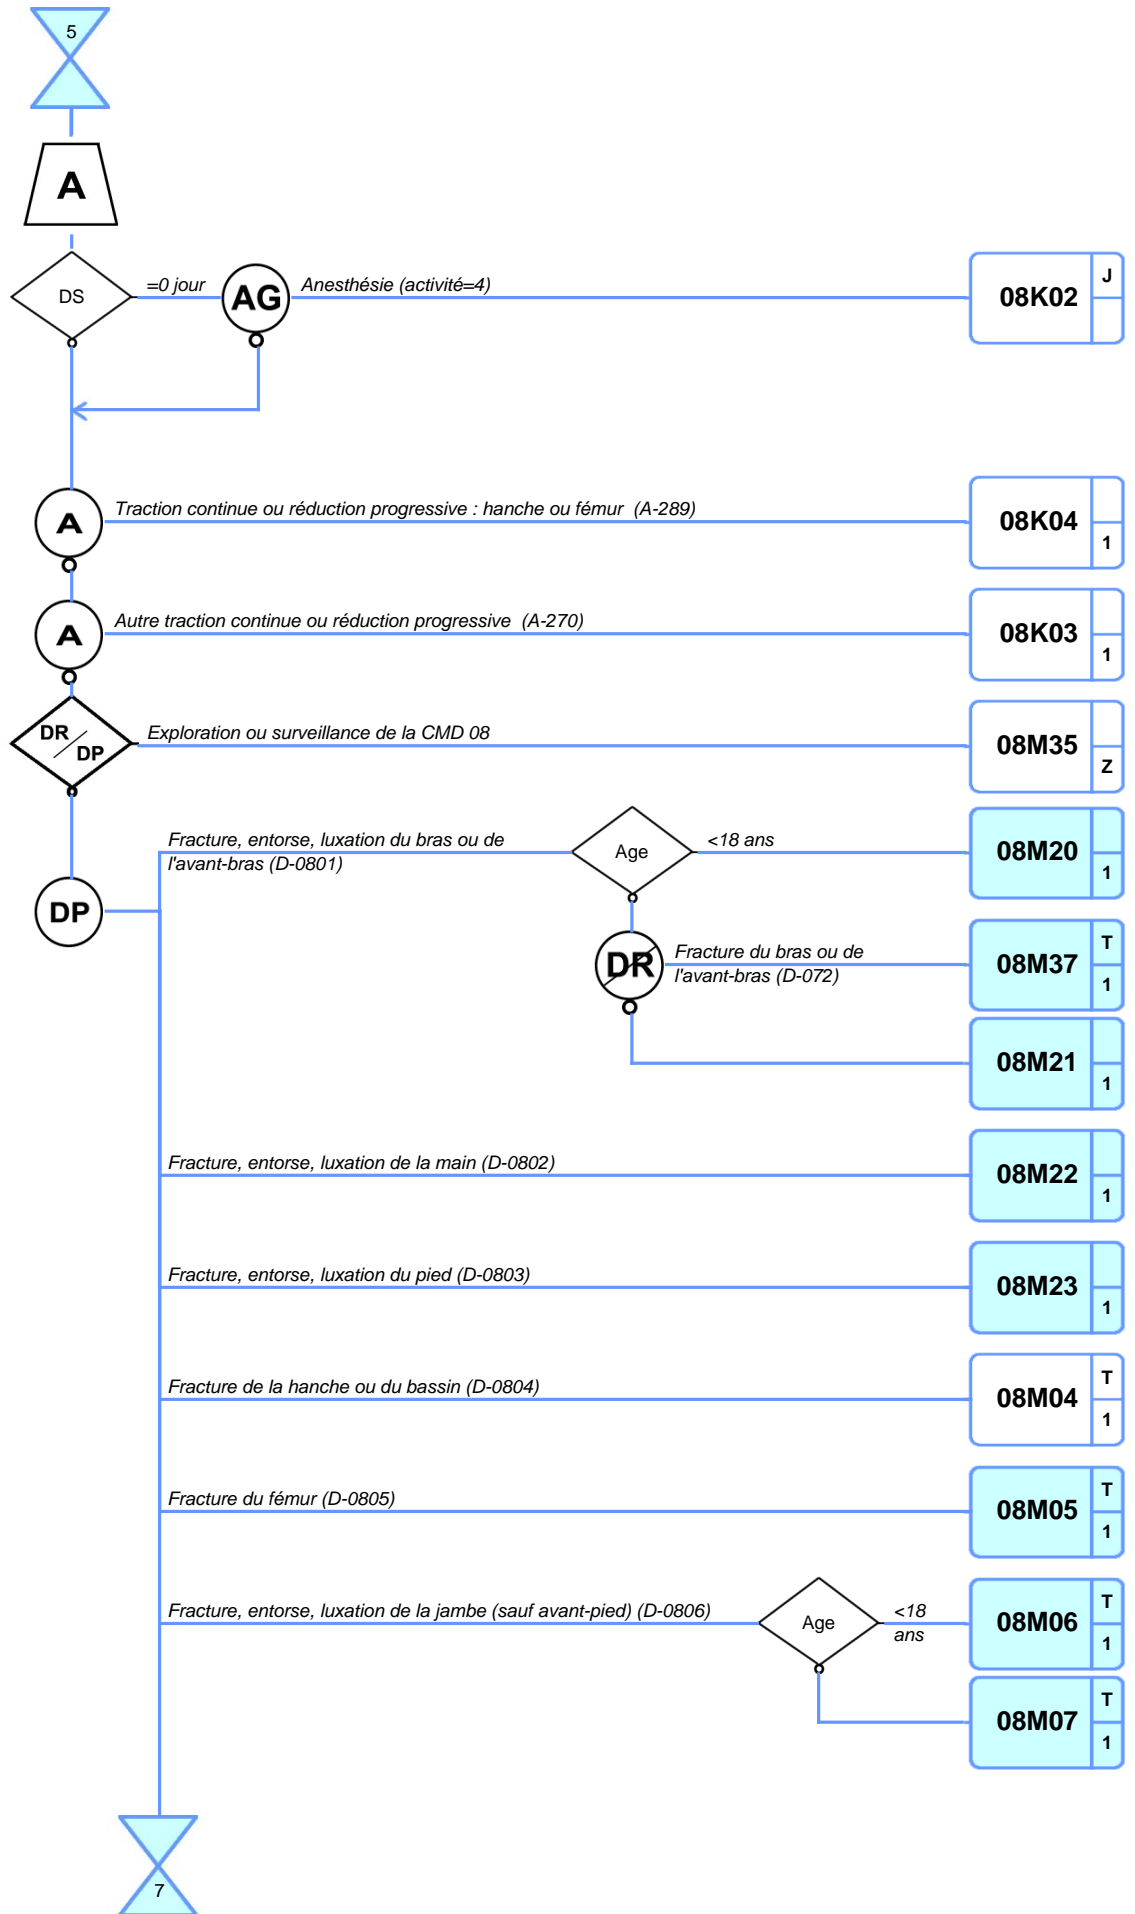 5
A
DS
=0 jour
AG
Anesthésie (activité=4)
08K02
J
A
Traction continue ou réduction progressive : hanche ou fémur (A-289)
08K04
1
A
Autre traction continue ou réduction progressive (A-270)
08K03
1
DR
DP
Exploration ou surveillance de la CMD 08
08M35
Z
DP
Fracture, entorse, luxation du bras ou de
l'avant-bras (D-0801)
Age
<18 ans
08M20
1
DR
Fracture du bras ou de
l'avant-bras (D-072)
08M37
T
1
08M21
1
Fracture, entorse, luxation de la main (D-0802)
08M22
1
Fracture, entorse, luxation du pied (D-0803)
08M23
1
Fracture de la hanche ou du bassin (D-0804)
08M04
T
1
Fracture du fémur (D-0805)
08M05
T
1
Fracture, entorse, luxation de la jambe (sauf avant-pied) (D-0806)
Age
<18
ans
08M06
T
1
08M07
T
1
7